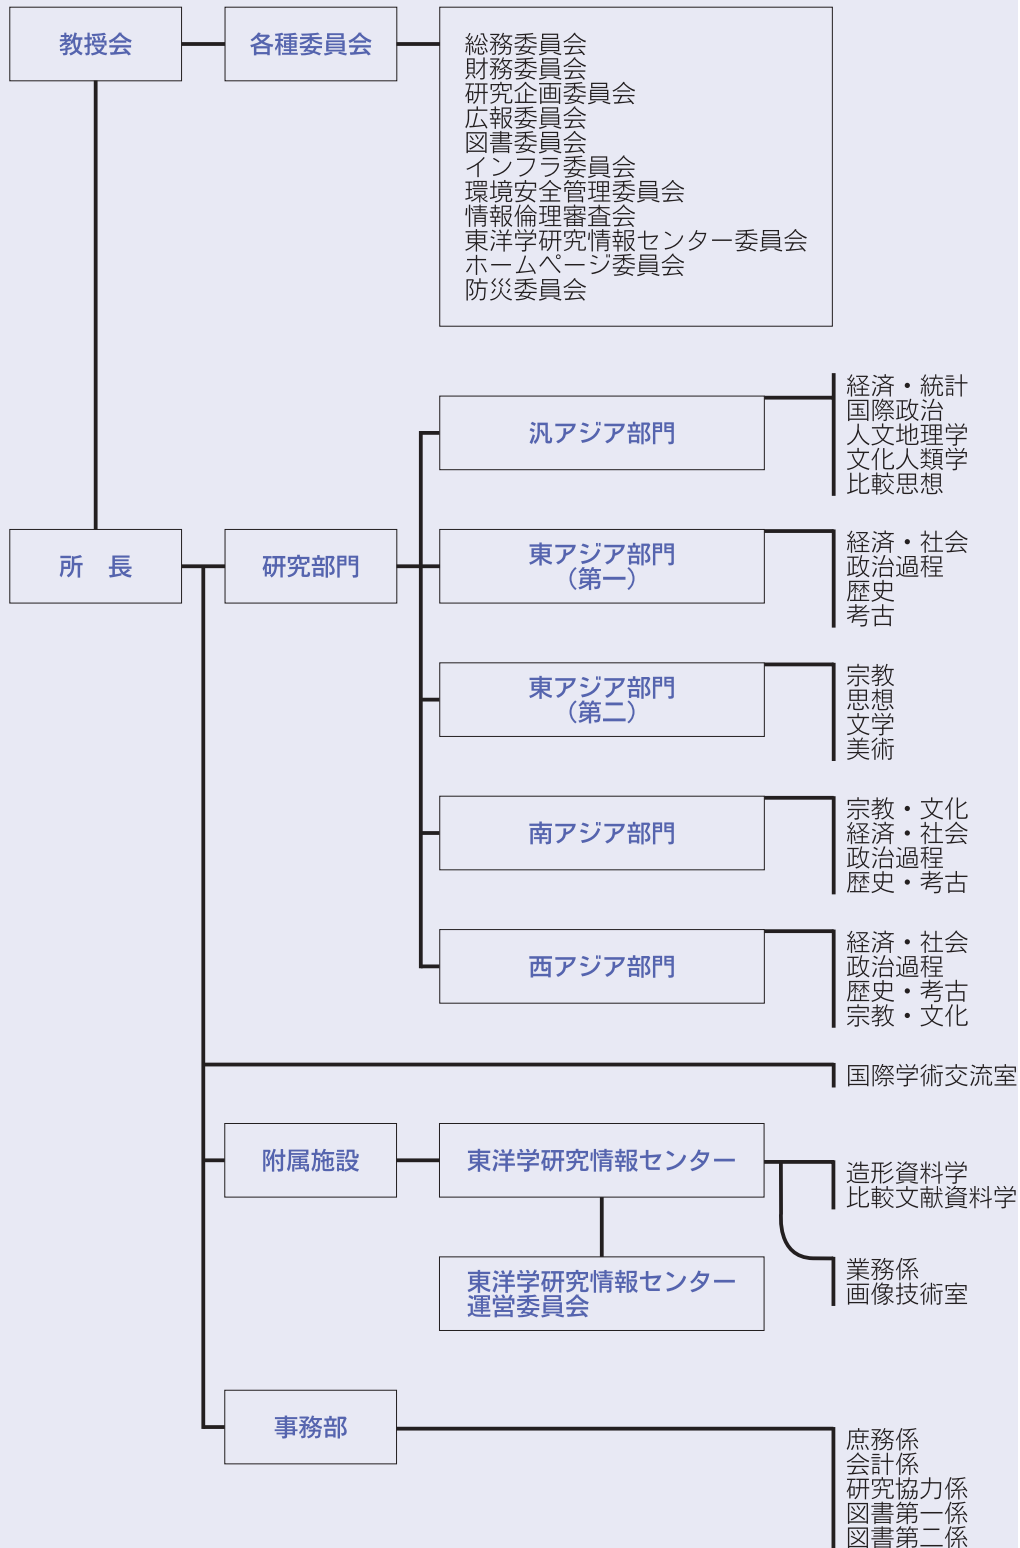 教授会
各種委員会
総務委員会
財務委員会
研究企画委員会
広報委員会
図書委員会
インフラ委員会
環境安全管理委員会
情報倫理審査会
東洋学研究情報センター委員会
ホームページ委員会
防災委員会
所　長
研究部門
汎アジア部門
経済・統計
国際政治
人文地理学
文化人類学
比較思想
東アジア部門
（第一）
経済・社会
政治過程
歴史
考古
東アジア部門
（第二）
宗教
思想
文学
美術
南アジア部門
宗教・文化
経済・社会
政治過程
歴史・考古
西アジア部門
経済・社会
政治過程
歴史・考古
宗教・文化
国際学術交流室
附属施設
東洋学研究情報センター
造形資料学
比較文献資料学
業務係
画像技術室
東洋学研究情報センター
運営委員会
事務部
庶務係
会計係
研究協力係
図書第一係
図書第二係